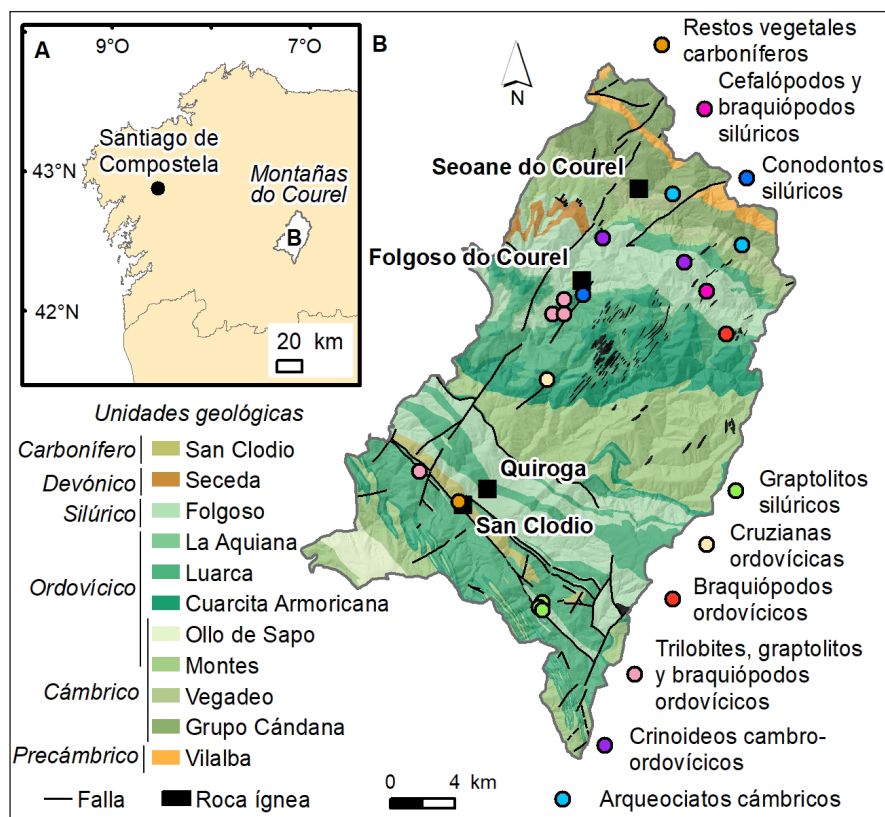 A
9°O
7°O
43°N
42°N
Santiago de
Compostela
Montañas
do Courel
B
20 km
B
N
Seoane do Courel
Folgoso do Courel
Quiroga
San Clodio
Restos vegetales
carboníferos
Cefalópodos y
braquiópodos
silúricos
Conodontos
silúricos
Graptolitos
silúricos
Cruzianas
ordovícicas
Braquiópodos
ordovícicos
Trilobites, graptolitos
y braquiópodos
ordovícicos
Crinoideos cambro-
ordovícicos
Arqueociatos cámbricos
Unidades geológicas
Carbonífero
San Clodio
Devónico
Seceda
Silúrico
Folgoso
Ordovícico
La Aquiana
Luarca
Cuarcita Armoricana
Ollo de Sapo
Montes
Cámbrico
Vegadeo
Grupo Cándana
Precámbrico
Vilalba
Falla
Roca ígnea
0 4 km